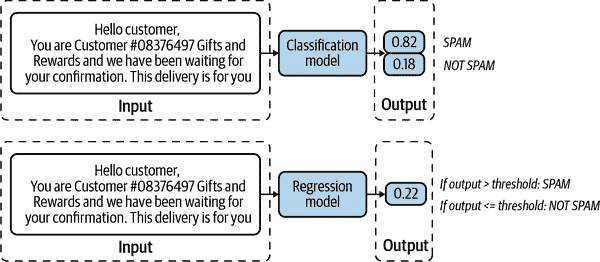 Hello customer,
You are Customer #08376497 Gifts and
Rewards and we have been waiting for
your confirmation. This delivery is for you
Input
Classification
model
0.82
0.18
Output
SPAM
NOT SPAM
Hello customer,
You are Customer #08376497 Gifts and
Rewards and we have been waiting for
your confirmation. This delivery is for you
Input
Regression
model
0.22
Output
If output > threshold: SPAM
If output <= threshold: NOT SPAM